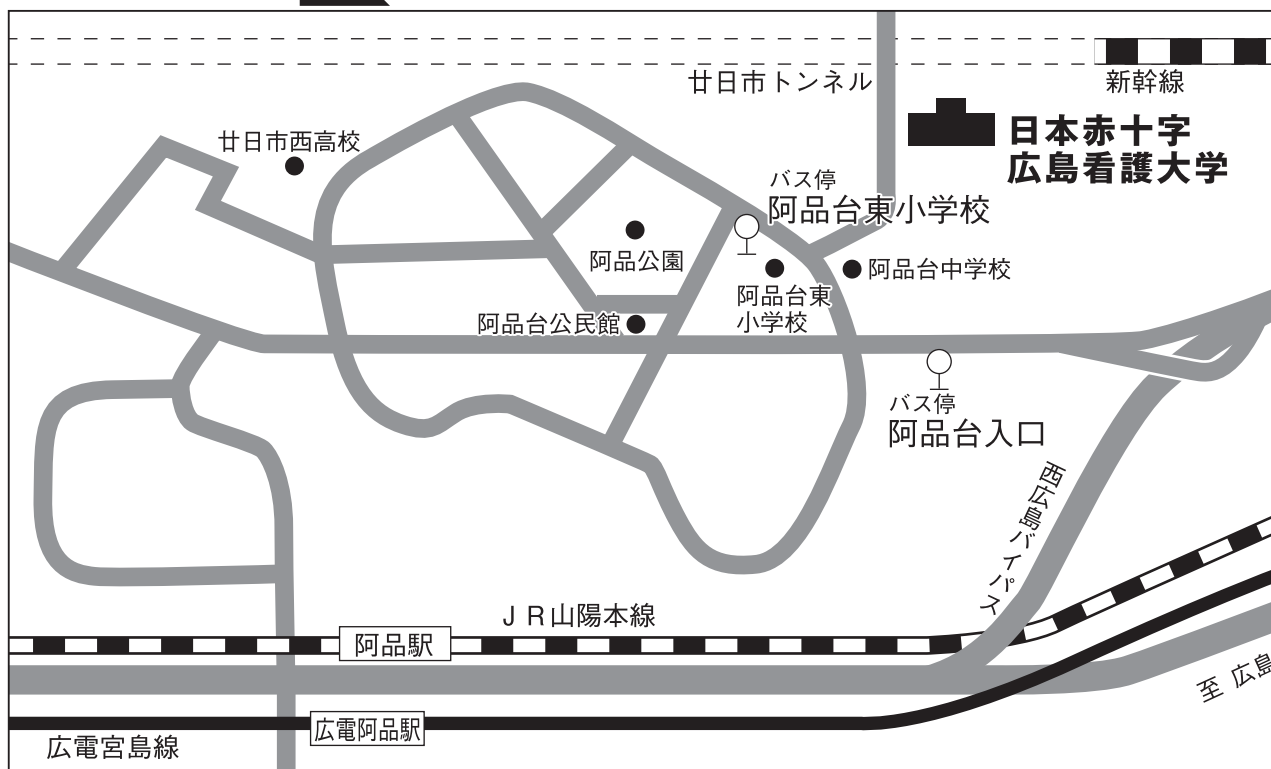 廿日市トンネル
新幹線
日本赤十字
広島看護大学
廿日市西高校
バス停
阿品台東小学校
阿品公園
阿品台中学校
阿品台東
小学校
阿品台公民館
バス停
阿品台入口
西広島バイパス
ＪＲ山陽本線
阿品駅
至 広島
広電阿品駅
広電宮島線